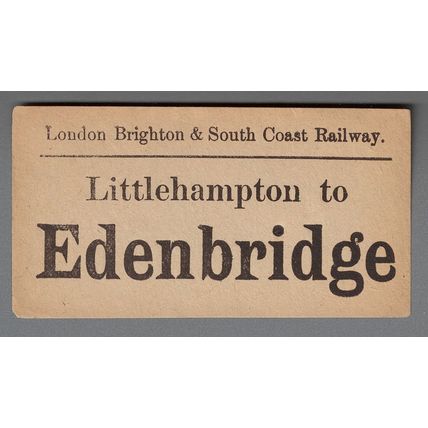 London Brighton & South Coast Railway.
Littlehampton to
Edenbridge